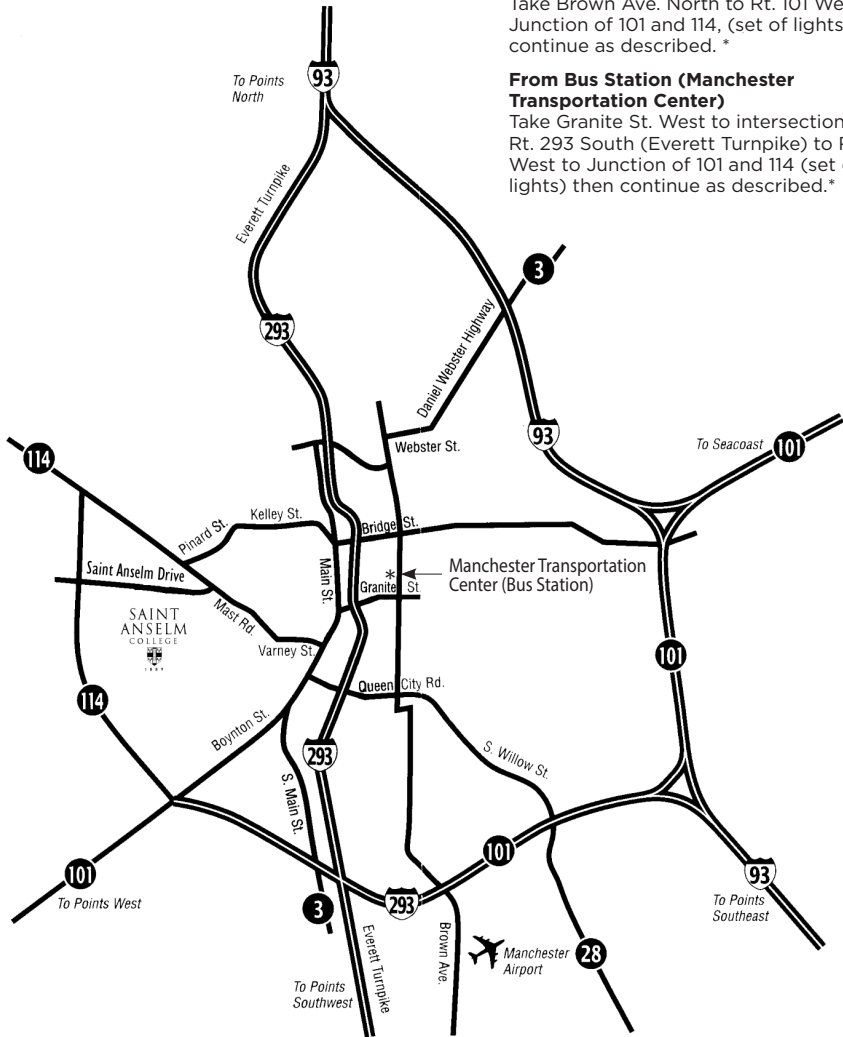 Take Brown Ave. North to Rt. 101 We
Junction of 101 and 114, (set of lights
continue as described. *
From Bus Station (Manchester
Transportation Center)
Take Granite St. West to intersection
Rt. 293 South (Everett Turnpike) to
West to Junction of 101 and 114 (set
lights) then continue as described.*
To Points
North
93
Everett Turnpike
3
293
Daniel Webster Highway
93
To Seacoast
101
Webster St.
114
Pinard St.
Kelley St.
Bridge St.
Saint Anselm Drive
Main St.
*
Manchester Transportation
Center (Bus Station)
Granite St.
Mast Rd.
SAINT
ANSELM
COLLEGE
1889
Varney St.
101
Queen City Rd.
114
Boynton St.
293
S. Main St.
S. Willow St.
101
101
To Points West
3
293
93
To Points
Southeast
Everett Turnpike
Brown Ave.
Manchester
Airport
28
To Points
Southwest